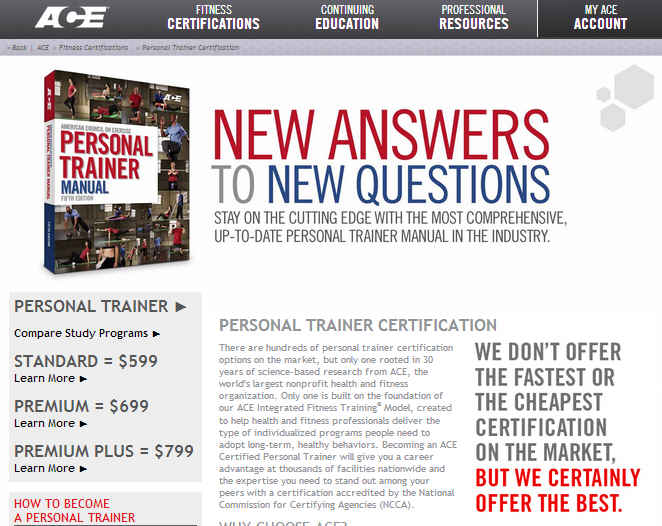 ACE
FITNESS
CERTIFICATIONS
CONTINUING
EDUCATION
PROFESSIONAL
RESOURCES
MY ACE
ACCOUNT
» Back | ACE » Fitness Certifications » Personal Trainer Certification
ACE
AMERICAN COUNCIL ON EXERCISE
PERSONAL
TRAINER
MANUAL
FIFTH EDITION
NEW ANSWERS
TO NEW QUESTIONS
STAY ON THE CUTTING EDGE WITH THE MOST COMPREHENSIVE,
UP-TO-DATE PERSONAL TRAINER MANUAL IN THE INDUSTRY.
PERSONAL TRAINER ►
Compare Study Programs ►
STANDARD = $599
Learn More ►
PREMIUM = $699
Learn More ►
PREMIUM PLUS = $799
Learn More ►
HOW TO BECOME
A PERSONAL TRAINER
PERSONAL TRAINER CERTIFICATION
There are hundreds of personal trainer certification
options on the market, but only one rooted in 30
years of science-based research from ACE, the
world's largest nonprofit health and fitness
organization. Only one is built on the foundation of
our ACE Integrated Fitness Training® Model, created
to help health and fitness professionals deliver the
type of individualized programs people need to
adopt long-term, healthy behaviors. Becoming an ACE
Certified Personal Trainer will give you a career
advantage at thousands of facilities nationwide and
the expertise you need to stand out among your
peers with a certification accredited by the National
Commission for Certifying Agencies (NCCA).
WHY CHOOSE ACE?
WE DON'T OFFER
THE FASTEST OR
THE CHEAPEST
CERTIFICATION
ON THE MARKET,
BUT WE CERTAINLY
OFFER THE BEST.